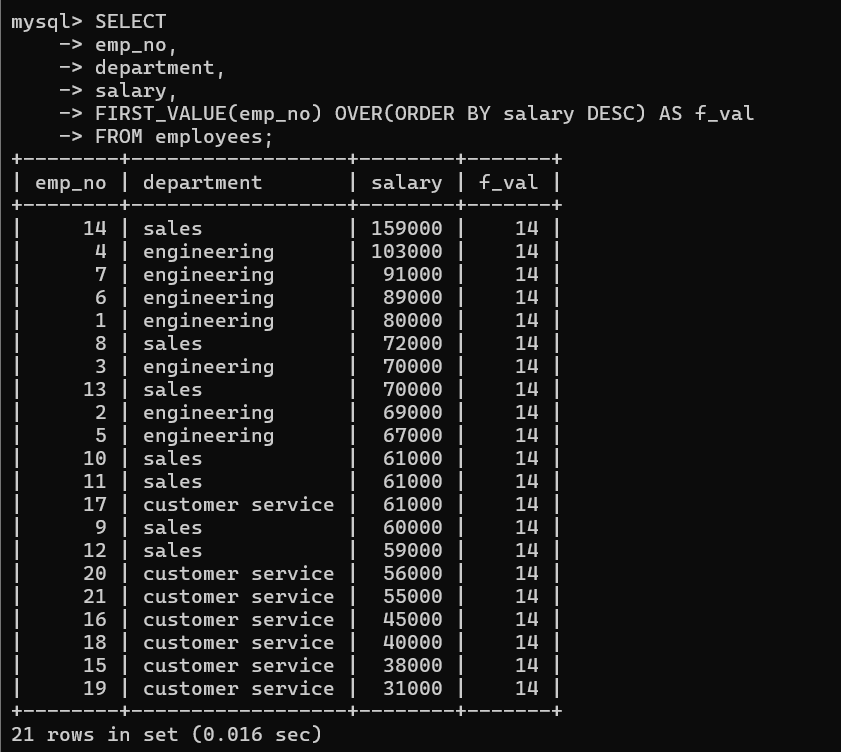 mysql> SELECT
    -> emp_no,
    -> department,
    -> salary,
    -> FIRST_VALUE(emp_no) OVER(ORDER BY salary DESC) AS f_val
    -> FROM employees;
+--------+------------------+--------+-------+
| emp_no | department       | salary | f_val |
+--------+------------------+--------+-------+
|     14 | sales            | 159000 |    14 |
|      4 | engineering      | 103000 |    14 |
|      7 | engineering      |  91000 |    14 |
|      6 | engineering      |  89000 |    14 |
|      1 | engineering      |  80000 |    14 |
|      8 | sales            |  72000 |    14 |
|      3 | engineering      |  70000 |    14 |
|     13 | sales            |  70000 |    14 |
|      2 | engineering      |  69000 |    14 |
|      5 | engineering      |  67000 |    14 |
|     10 | sales            |  61000 |    14 |
|     11 | sales            |  61000 |    14 |
|     17 | customer service |  61000 |    14 |
|      9 | sales            |  60000 |    14 |
|     12 | sales            |  59000 |    14 |
|     20 | customer service |  56000 |    14 |
|     21 | customer service |  55000 |    14 |
|     16 | customer service |  45000 |    14 |
|     18 | customer service |  40000 |    14 |
|     15 | customer service |  38000 |    14 |
|     19 | customer service |  31000 |    14 |
+--------+------------------+--------+-------+
21 rows in set (0.016 sec)